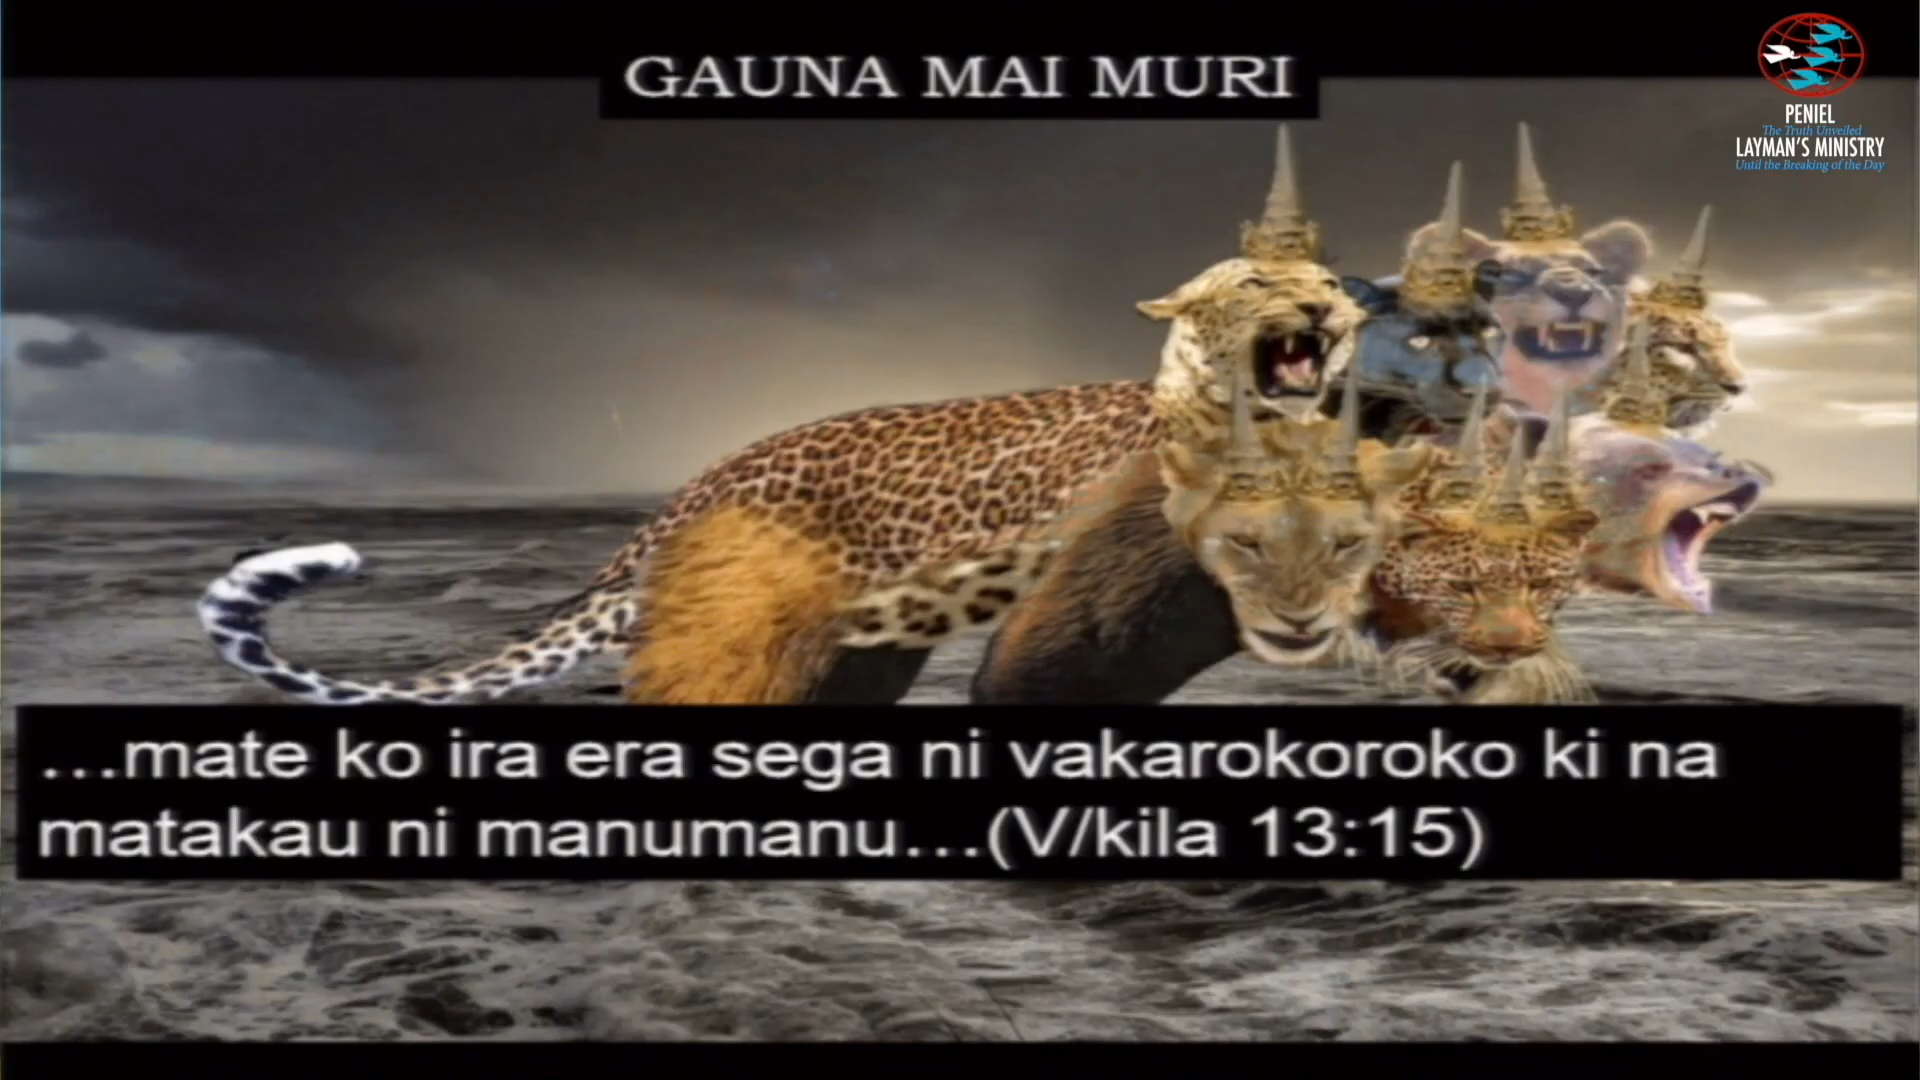 GAUNA MAI MURI
PENIEL
The Truth Unveiled
LAYMAN'S MINISTRY
Until the Breaking of the Day
...mate ko ira era sega ni vakarokoroko ki na
matakau ni manumanu...(V/kila 13:15)